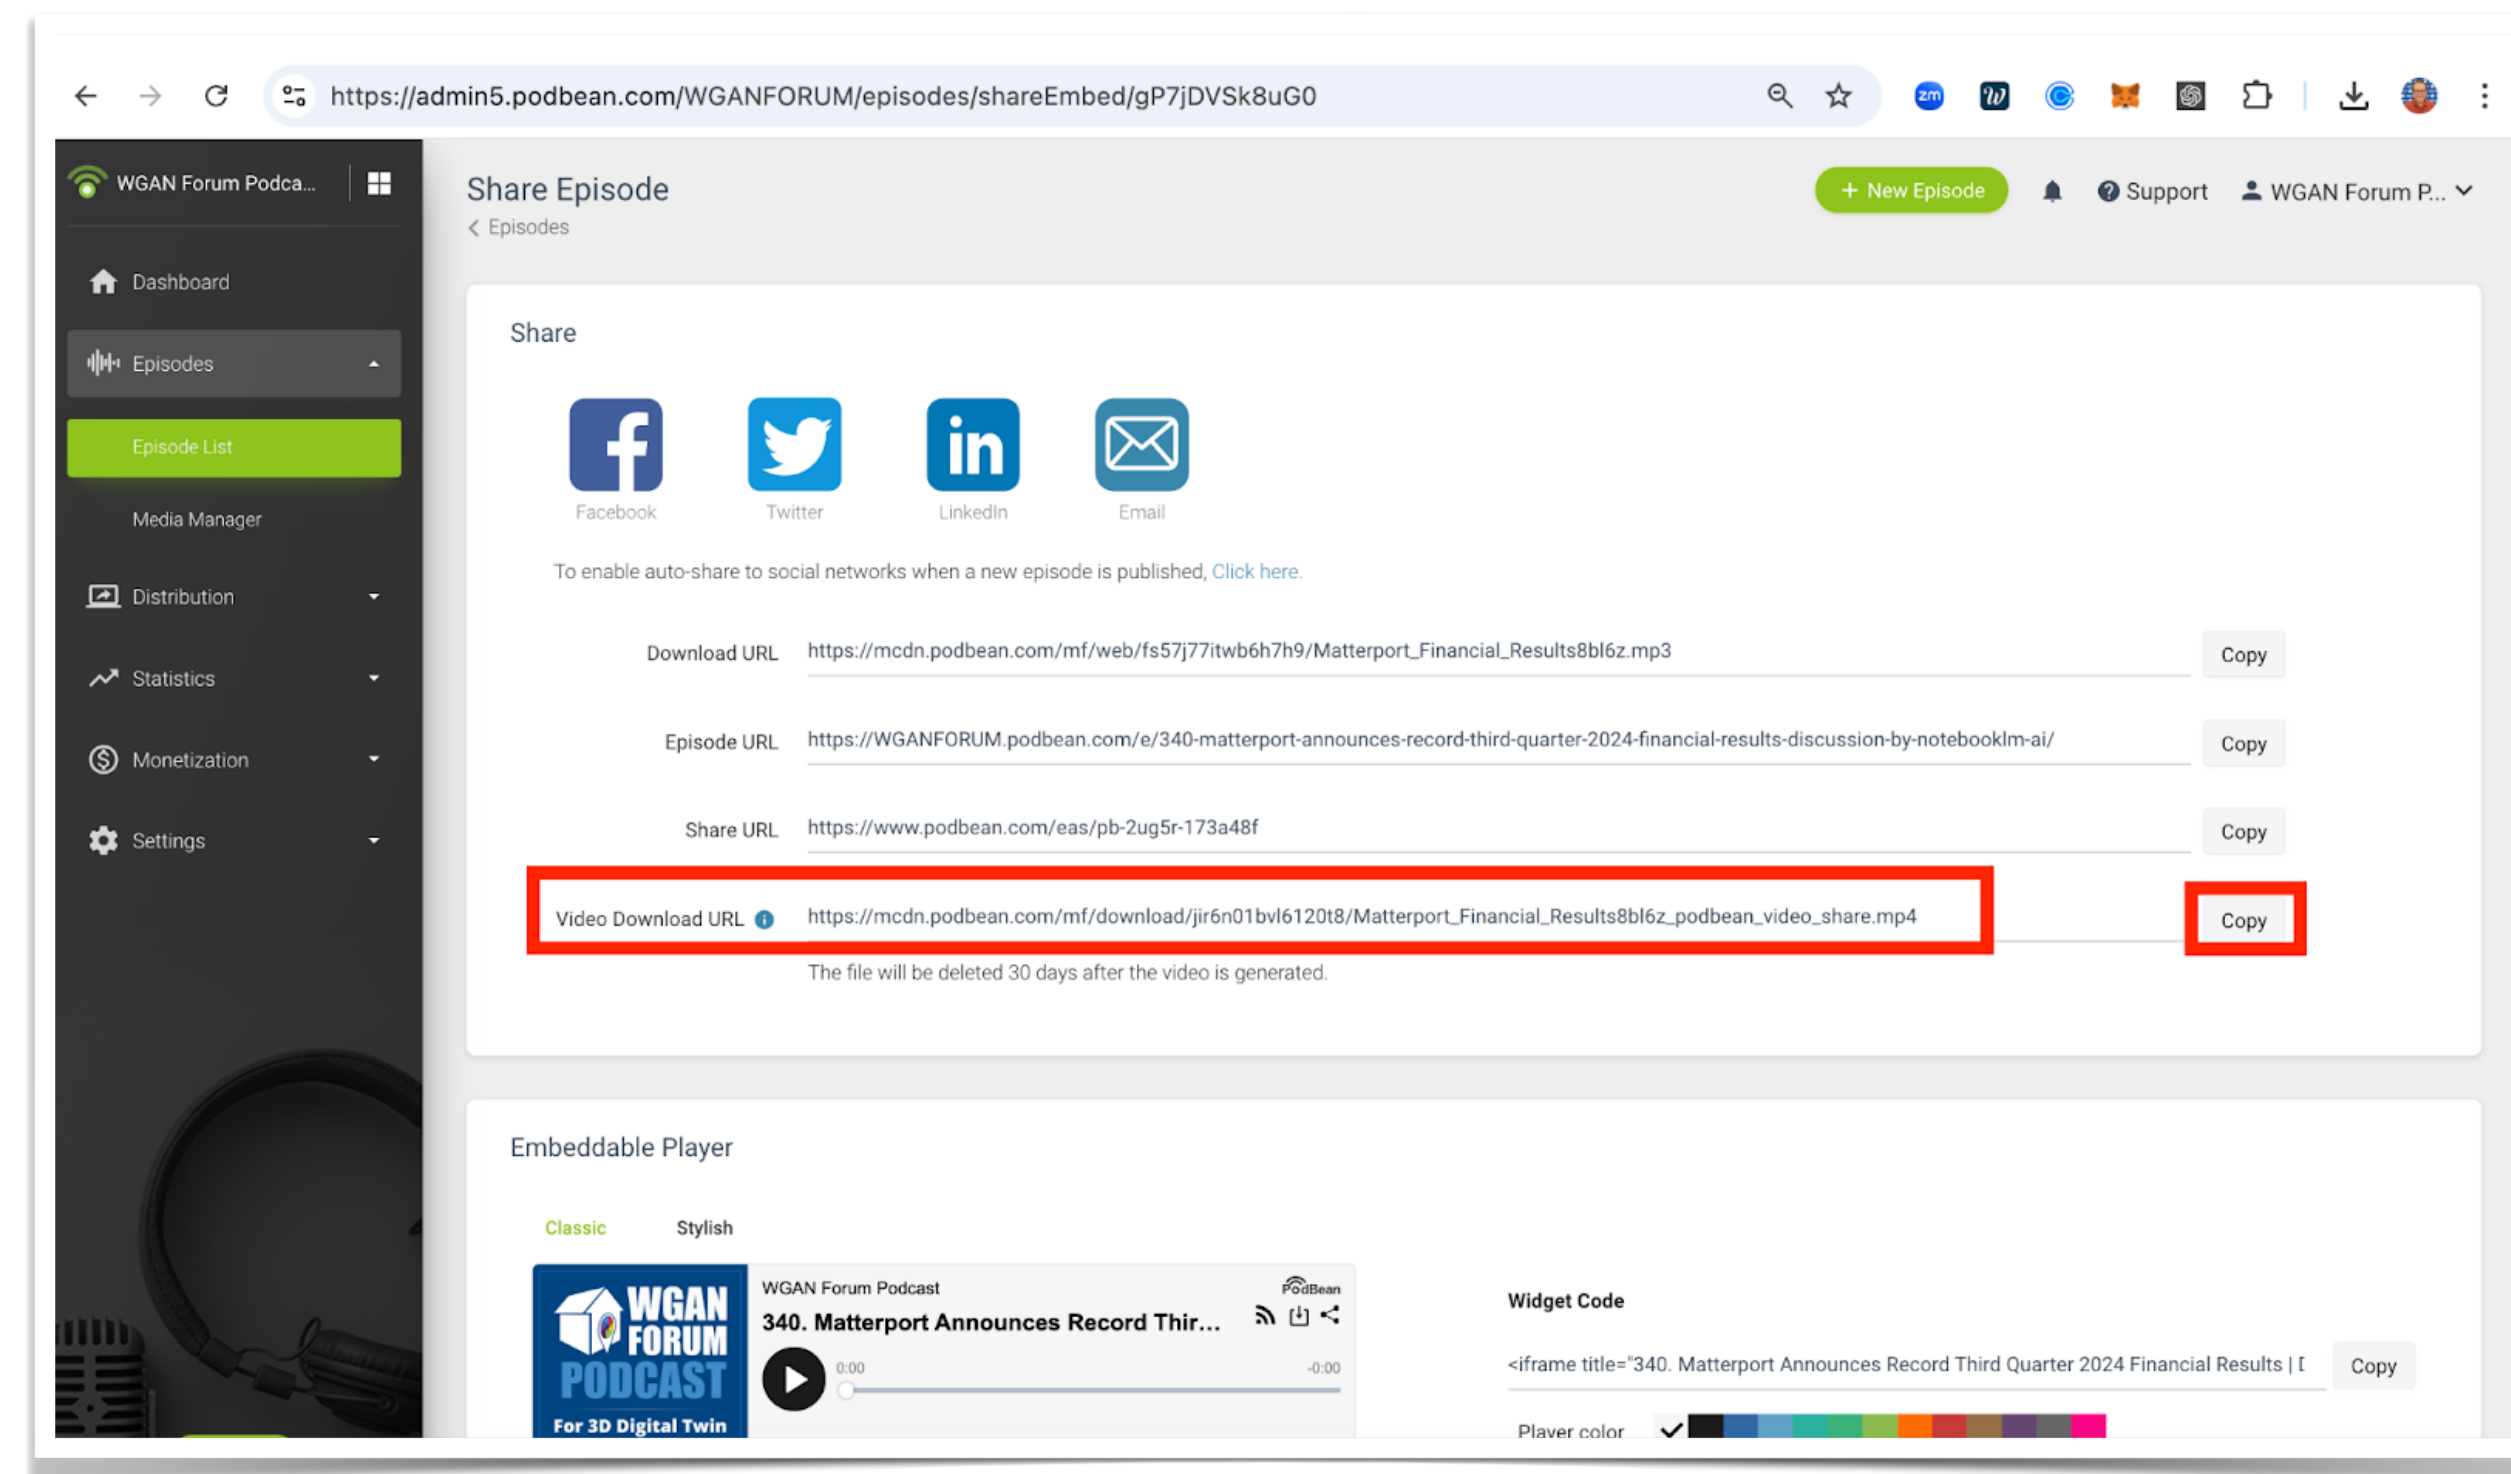 https://admin5.podbean.com/WGANFORUM/episodes/shareEmbed/gP7jDVSk8uG0
zm
WGAN Forum Podca...
Share Episode
+ New Episode
Support
WGAN Forum P...
< Episodes
Dashboard
Episodes
Episode List
Media Manager
Distribution
Statistics
Monetization
Settings
Share
Facebook
Twitter
LinkedIn
Email
To enable auto-share to social networks when a new episode is published, Click here.
Download URL https://mcdn.podbean.com/mf/web/fs57j77itwb6h7h9/Matterport_Financial_Results8bl6z.mp3 Copy
Episode URL https://WGANFORUM.podbean.com/e/340-matterport-announces-record-third-quarter-2024-financial-results-discussion-by-notebooklm-ai/ Copy
Share URL https://www.podbean.com/eas/pb-2ug5r-173a48f Copy
Video Download URL https://mcdn.podbean.com/mf/download/jir6n01bvl6120t8/Matterport_Financial_Results8bl6z_podbean_video_share.mp4 Copy
The file will be deleted 30 days after the video is generated.
Embeddable Player
Classic Stylish
WGAN
FORUM
PODCAST
For 3D Digital Twin
WGAN Forum Podcast
PodBean
340. Matterport Announces Record Thir...
0:00 -0:00
Widget Code
<iframe title="340. Matterport Announces Record Third Quarter 2024 Financial Results | Copy
Player color